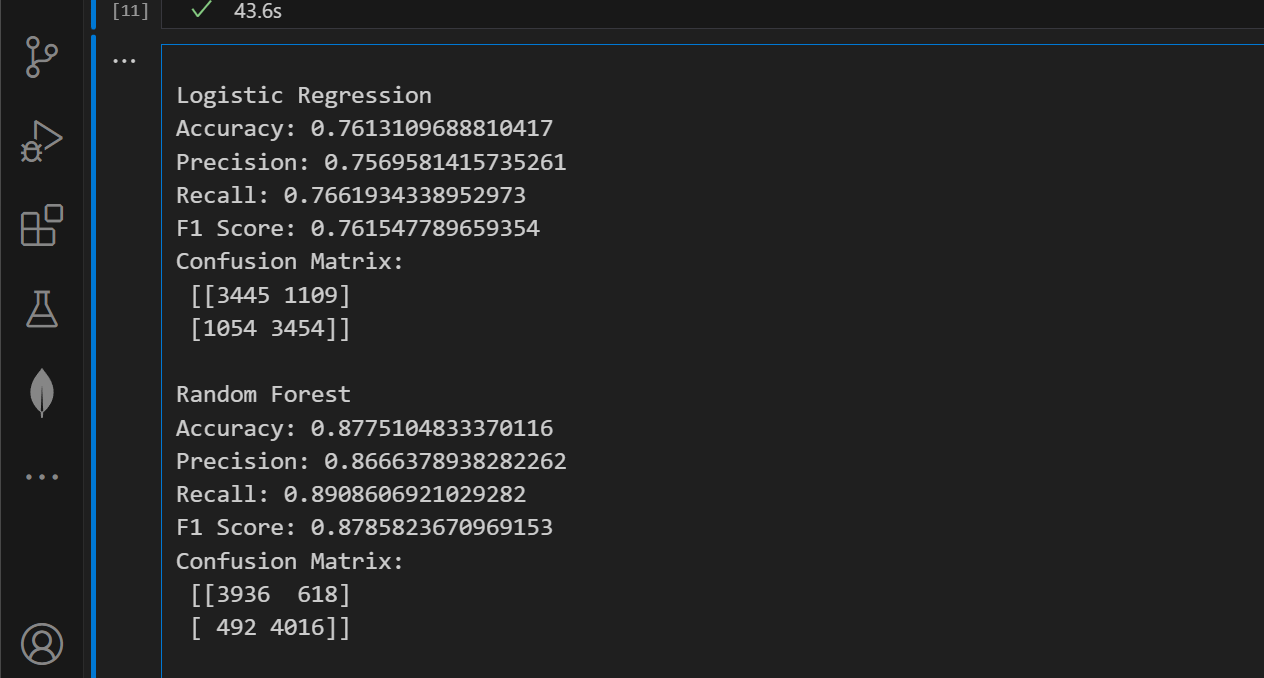 [11]
43.6s
...
Logistic Regression
Accuracy: 0.7613109688810417
Precision: 0.7569581415735261
Recall: 0.7661934338952973
F1 Score: 0.761547789659354
Confusion Matrix:
[[3445 1109]
[1054 3454]]
Random Forest
Accuracy: 0.8775104833370116
Precision: 0.8666378938282262
Recall: 0.8908606921029282
F1 Score: 0.8785823670969153
Confusion Matrix:
[[3936  618]
[ 492 4016]]